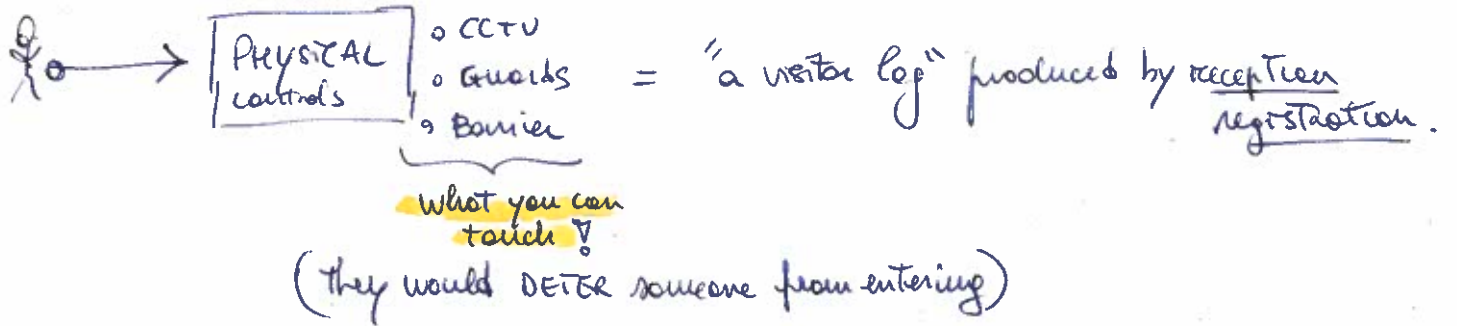 PHYSICAL controls
• CCTV
• Guards
• Barrier
= "a visitor log" produced by reception registration.
What you can touch!
(they would DETER someone from entering)